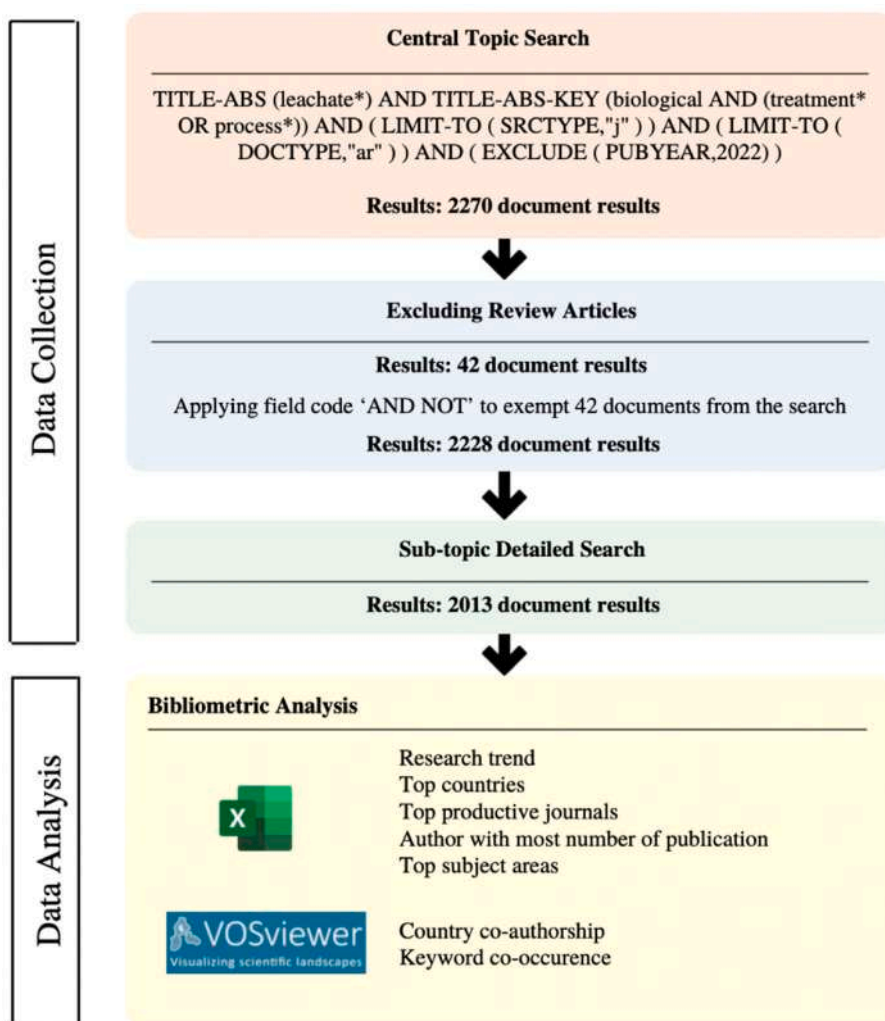 Data Collection
Central Topic Search
TITLE-ABS (leachate*) AND TITLE-ABS-KEY (biological AND (treatment*
OR process*)) AND ( LIMIT-TO ( SRCTYPE,"j" ) ) AND ( LIMIT-TO (
DOCTYPE,"ar" ) ) AND ( EXCLUDE ( PUBYEAR,2022) )
Results: 2270 document results
Excluding Review Articles
Results: 42 document results
Applying field code ‘AND NOT’ to exempt 42 documents from the search
Results: 2228 document results
Sub-topic Detailed Search
Results: 2013 document results
Data Analysis
Bibliometric Analysis
X
Research trend
Top countries
Top productive journals
Author with most number of publication
Top subject areas
VOSviewer
Visualizing scientific landscapes
Country co-authorship
Keyword co-occurence